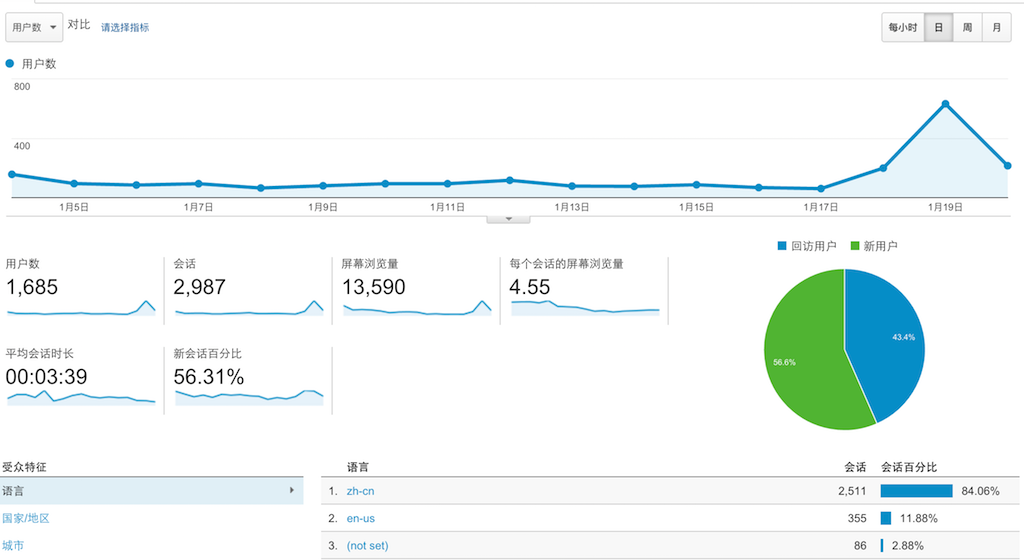 用户数 对比 请选择指标 每小时 日 周 月
用户数
800
400
1月5日 1月7日 1月9日 1月11日 1月13日 1月15日 1月17日 1月19日
回访用户 新用户
用户数 会话 屏幕浏览量 每个会话的屏幕浏览量
1,685 2,987 13,590 4.55
43.4%
56.6%
平均会话时长 新会话百分比
00:03:39 56.31%
受众特征 语言 会话 会话百分比
语言 1. zh-cn 2,511 84.06%
国家/地区 2. en-us 355 11.88%
城市 3. (not set) 86 2.88%